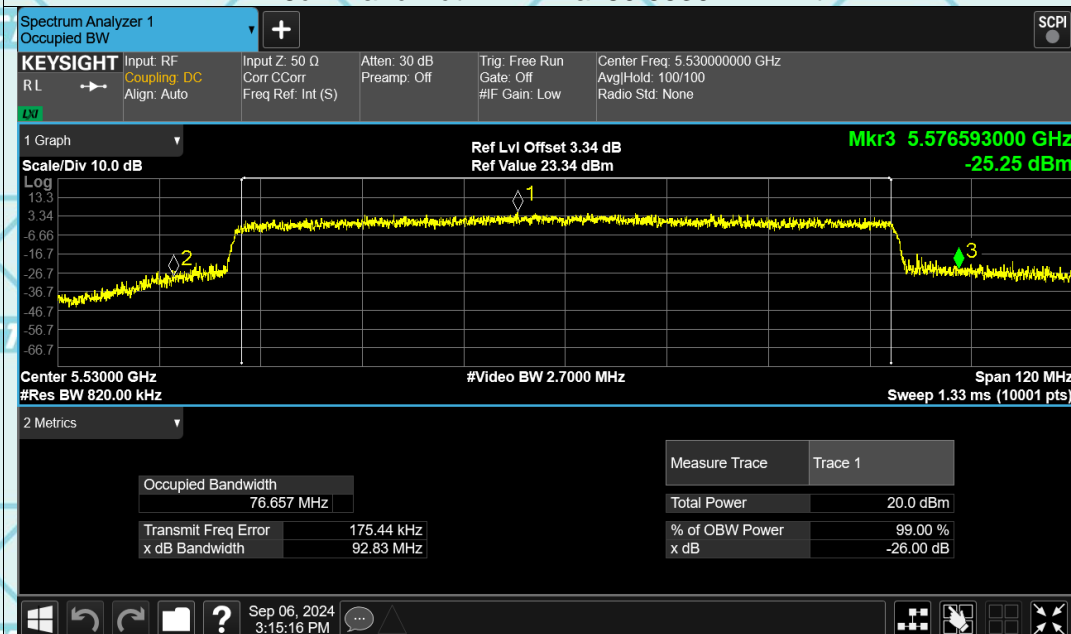 Spectrum Analyzer 1
Occupied BW
+
SCPI
KEYSIGHT
RL
LXI
Input: RF
Coupling: DC
Align: Auto
Input Z: 50 Ω
Corr CCorr
Freq Ref: Int (S)
Atten: 30 dB
Preamp: Off
Trig: Free Run
Gate: Off
#IF Gain: Low
Center Freq: 5.530000000 GHz
Avg|Hold: 100/100
Radio Std: None
1 Graph
Scale/Div 10.0 dB
Ref Lvl Offset 3.34 dB
Ref Value 23.34 dBm
Mkr3 5.576593000 GHz
-25.25 dBm
Log
13.3
3.34
-6.66
-16.7
-26.7
-36.7
-46.7
-56.7
-66.7
1
2
3
Center 5.53000 GHz
#Video BW 2.7000 MHz
Span 120 MHz
#Res BW 820.00 kHz
Sweep 1.33 ms (10001 pts)
2 Metrics
Occupied Bandwidth
76.657 MHz
Transmit Freq Error 175.44 kHz
x dB Bandwidth 92.83 MHz
Measure Trace Trace 1
Total Power 20.0 dBm
% of OBW Power 99.00 %
x dB -26.00 dB
?
Sep 06, 2024
3:15:16 PM